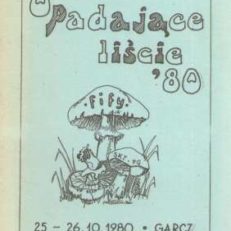 Opadające
liście
'80
fify
25 - 26.10 1980 • GARCZ